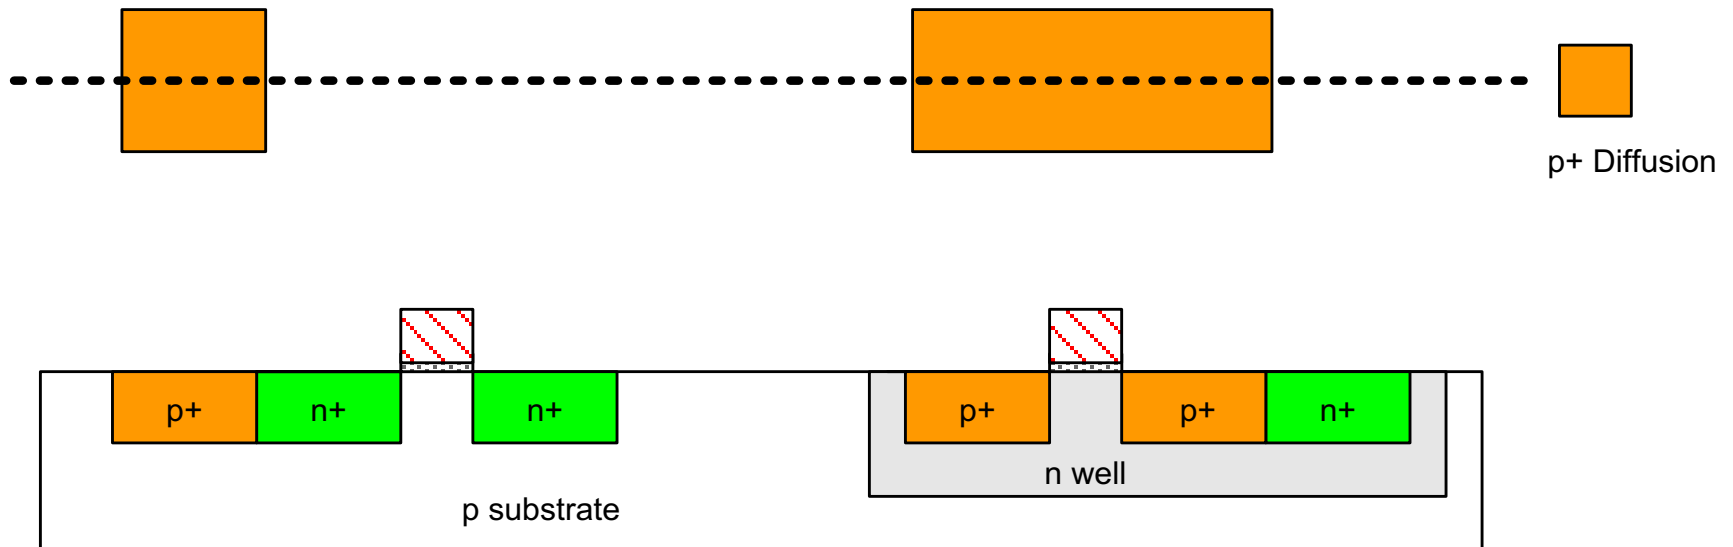 p+ Diffusion
p+ n+ n+ p+ p+ n+
n well
p substrate